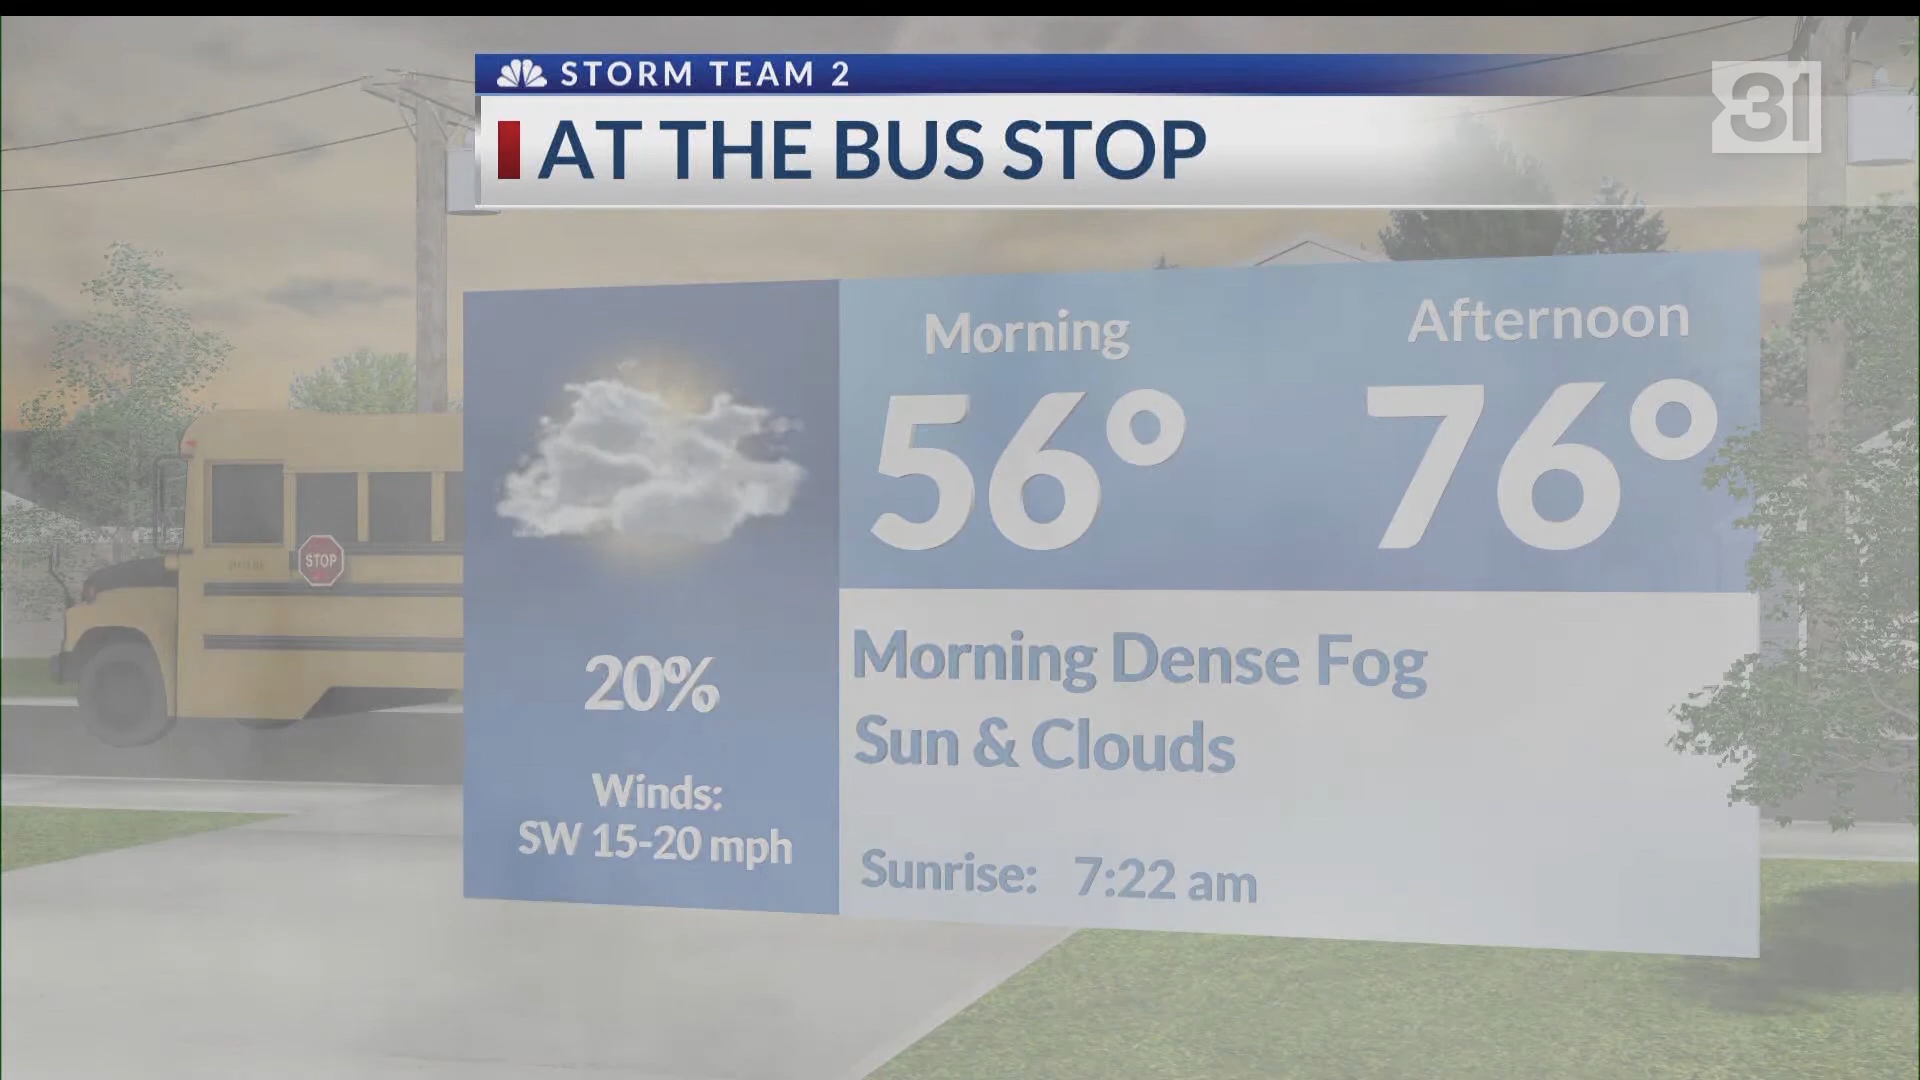 STORM TEAM 2
31
AT THE BUS STOP
Morning
Afternoon
56°
76°
STOP
20%
Winds:
SW 15-20 mph
Morning Dense Fog
Sun & Clouds
Sunrise: 7:22 am